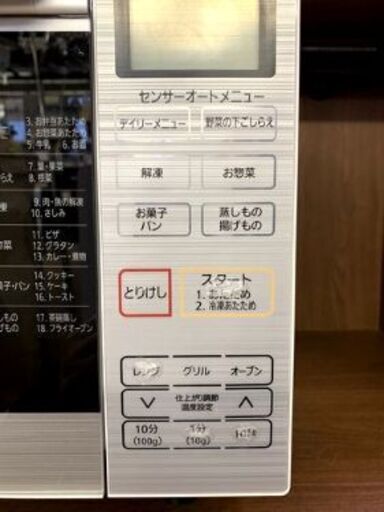 3. お弁当あたため
4. お惣菜あたため
5. 牛乳 6. お酒
7. 葉・果菜
8. 根菜
9. 肉・魚の解凍
10. さしみ
11. ピザ
12. グラタン
13. カレー・煮物
14. クッキー
15. ケーキ
16. トースト
17. 茶碗蒸し
18. フライオーブン
センサーオートメニュー
デイリーメニュー 野菜の下ごしらえ
解凍 お惣菜
お菓子
パン
蒸しもの
揚げもの
とりけし
スタート
1. あたため
2. 冷凍あたため
レンジ グリル オーブン
仕上がり調節
温度設定
10分
(100g)
1分
(10g)